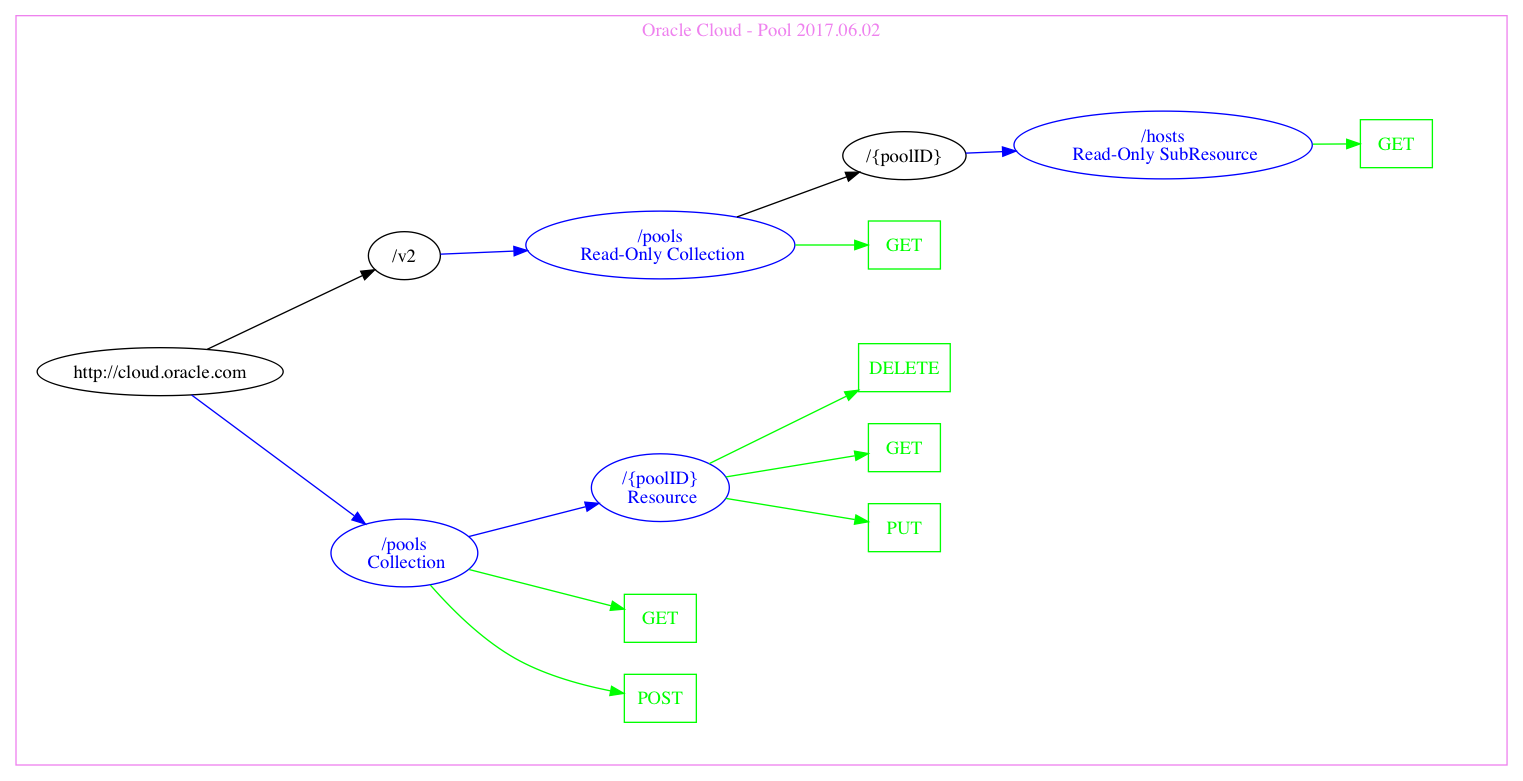 Oracle Cloud - Pool 2017.06.02
/{poolID}
/hosts
Read-Only SubResource
GET
/v2
/pools
Read-Only Collection
GET
http://cloud.oracle.com
DELETE
GET
/{poolID}
Resource
PUT
/pools
Collection
GET
POST